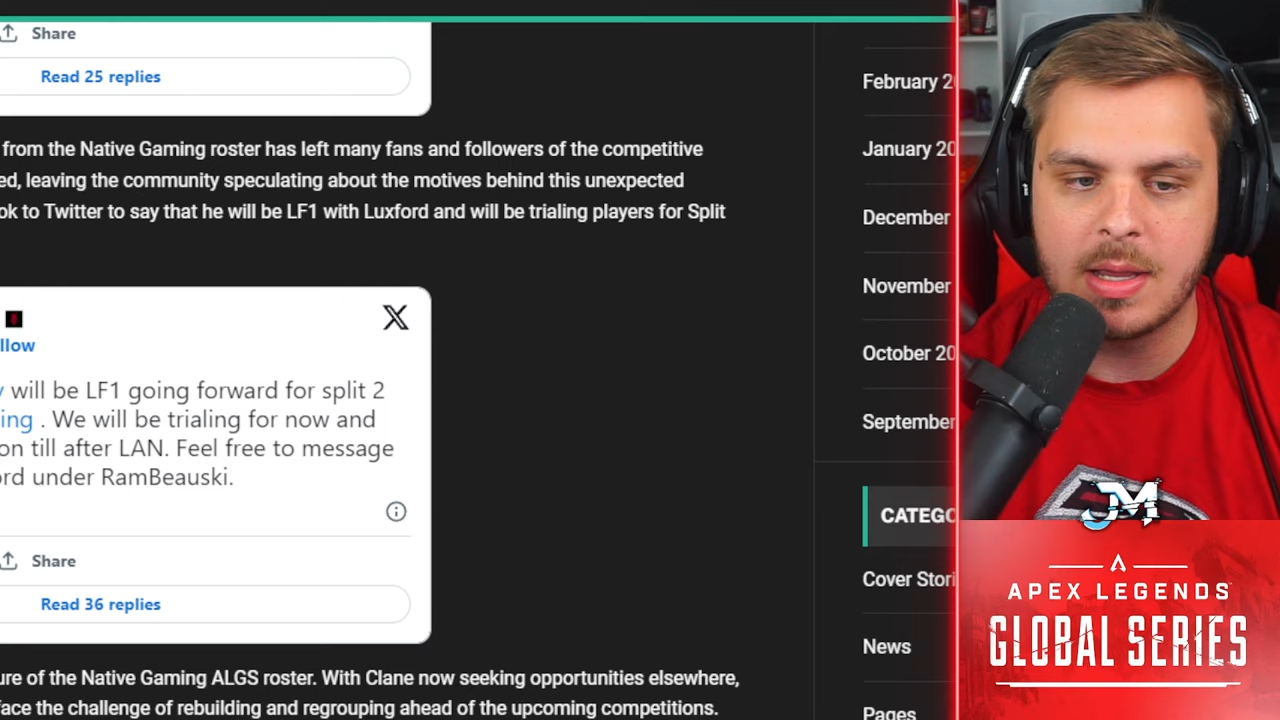 Share
Read 25 replies
from the Native Gaming roster has left many fans and followers of the competitive
ed, leaving the community speculating about the motives behind this unexpected
ok to Twitter to say that he will be LF1 with Luxford and will be trialing players for Split
llow
y will be LF1 going forward for split 2
ing . We will be trialing for now and
on till after LAN. Feel free to message
ord under RamBeauski.
Share
Read 36 replies
ure of the Native Gaming ALGS roster. With Clane now seeking opportunities elsewhere,
face the challenge of rebuilding and regrouping ahead of the upcoming competitions.
February 20
January 20
December
November
October 20
September
CATEGO
Cover Stori
News
Pages
JM
APEX LEGENDS
GLOBAL SERIES